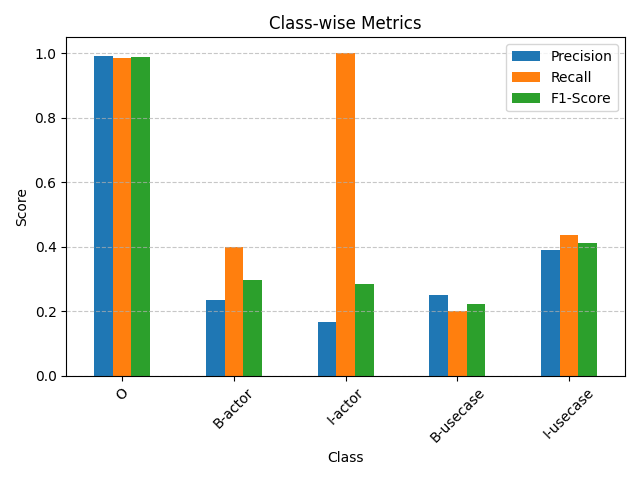 Class-wise Metrics
Precision
Recall
F1-Score
Score
1.0
0.8
0.6
0.4
0.2
0.0
O
B-actor
I-actor
B-usecase
I-usecase
Class